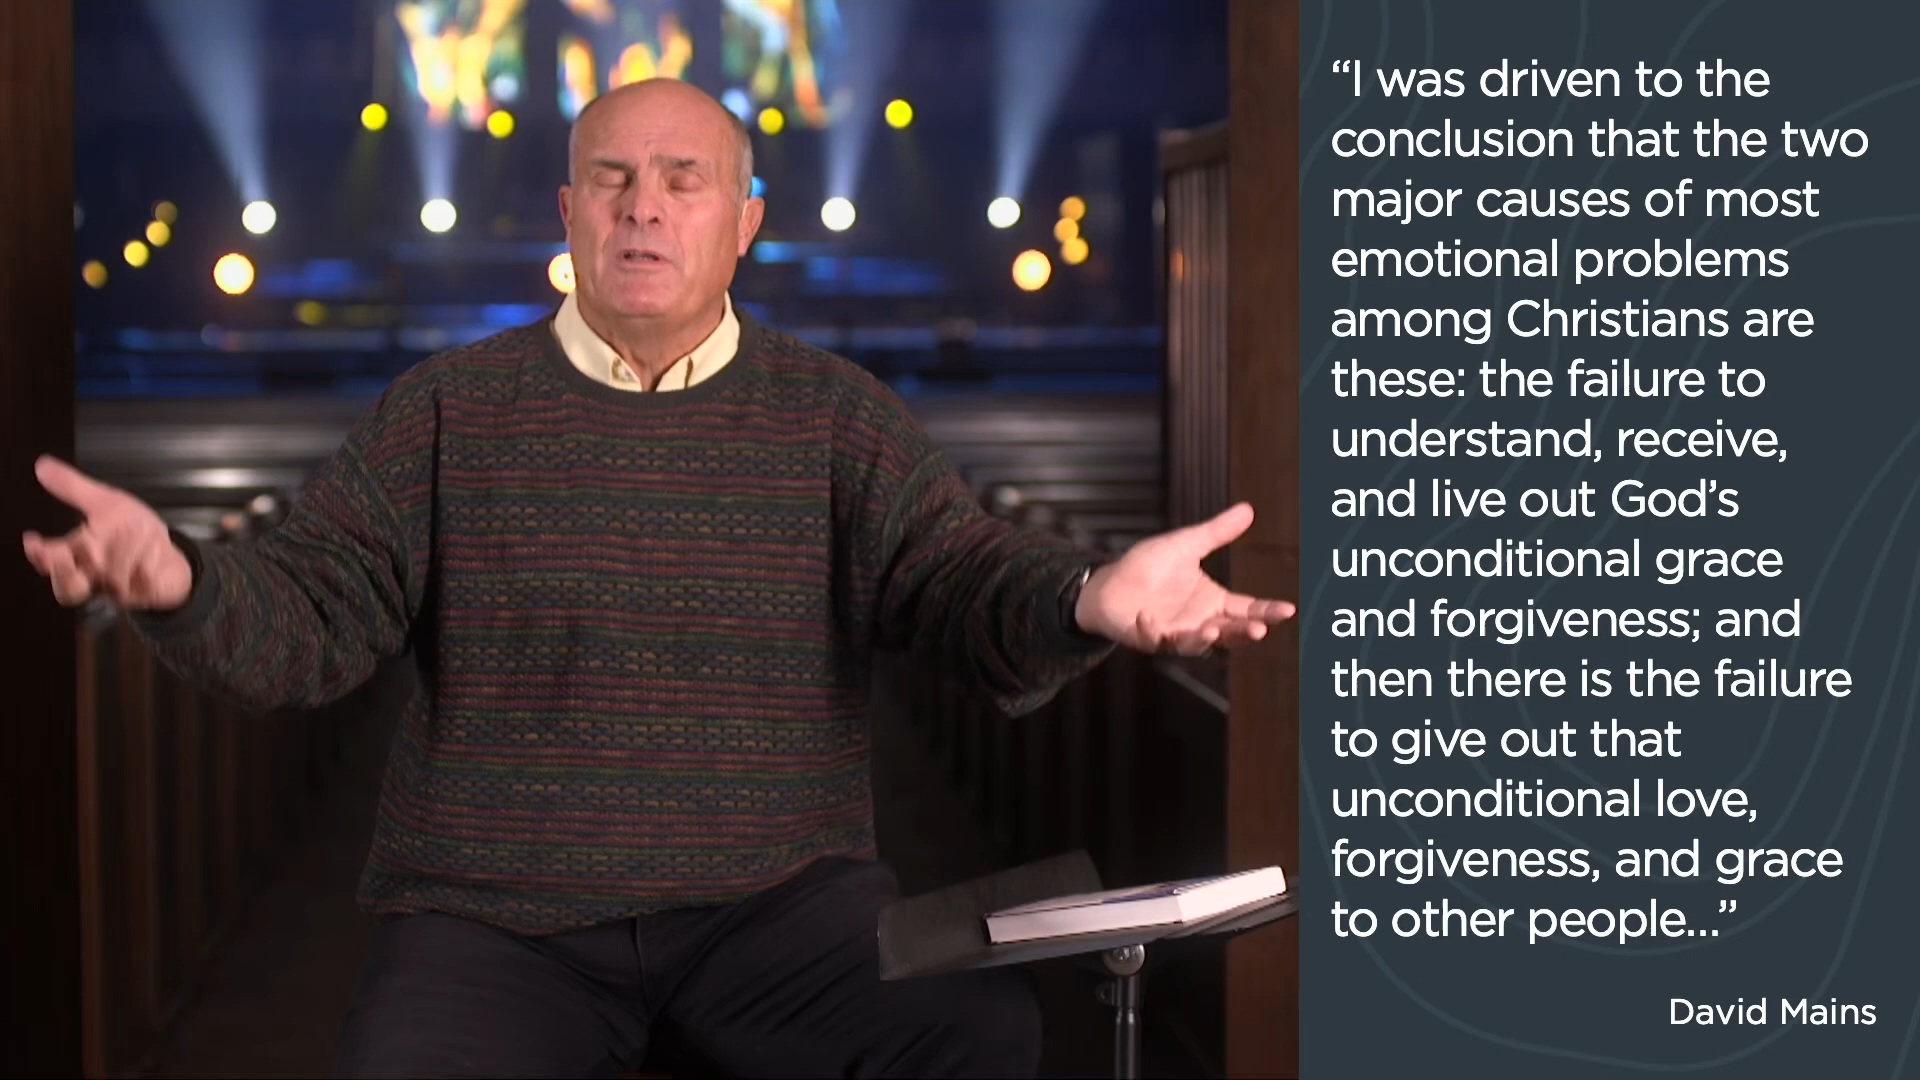 “I was driven to the
conclusion that the two
major causes of most
emotional problems
among Christians are
these: the failure to
understand, receive,
and live out God’s
unconditional grace
and forgiveness; and
then there is the failure
to give out that
unconditional love,
forgiveness, and grace
to other people...”
David Mains